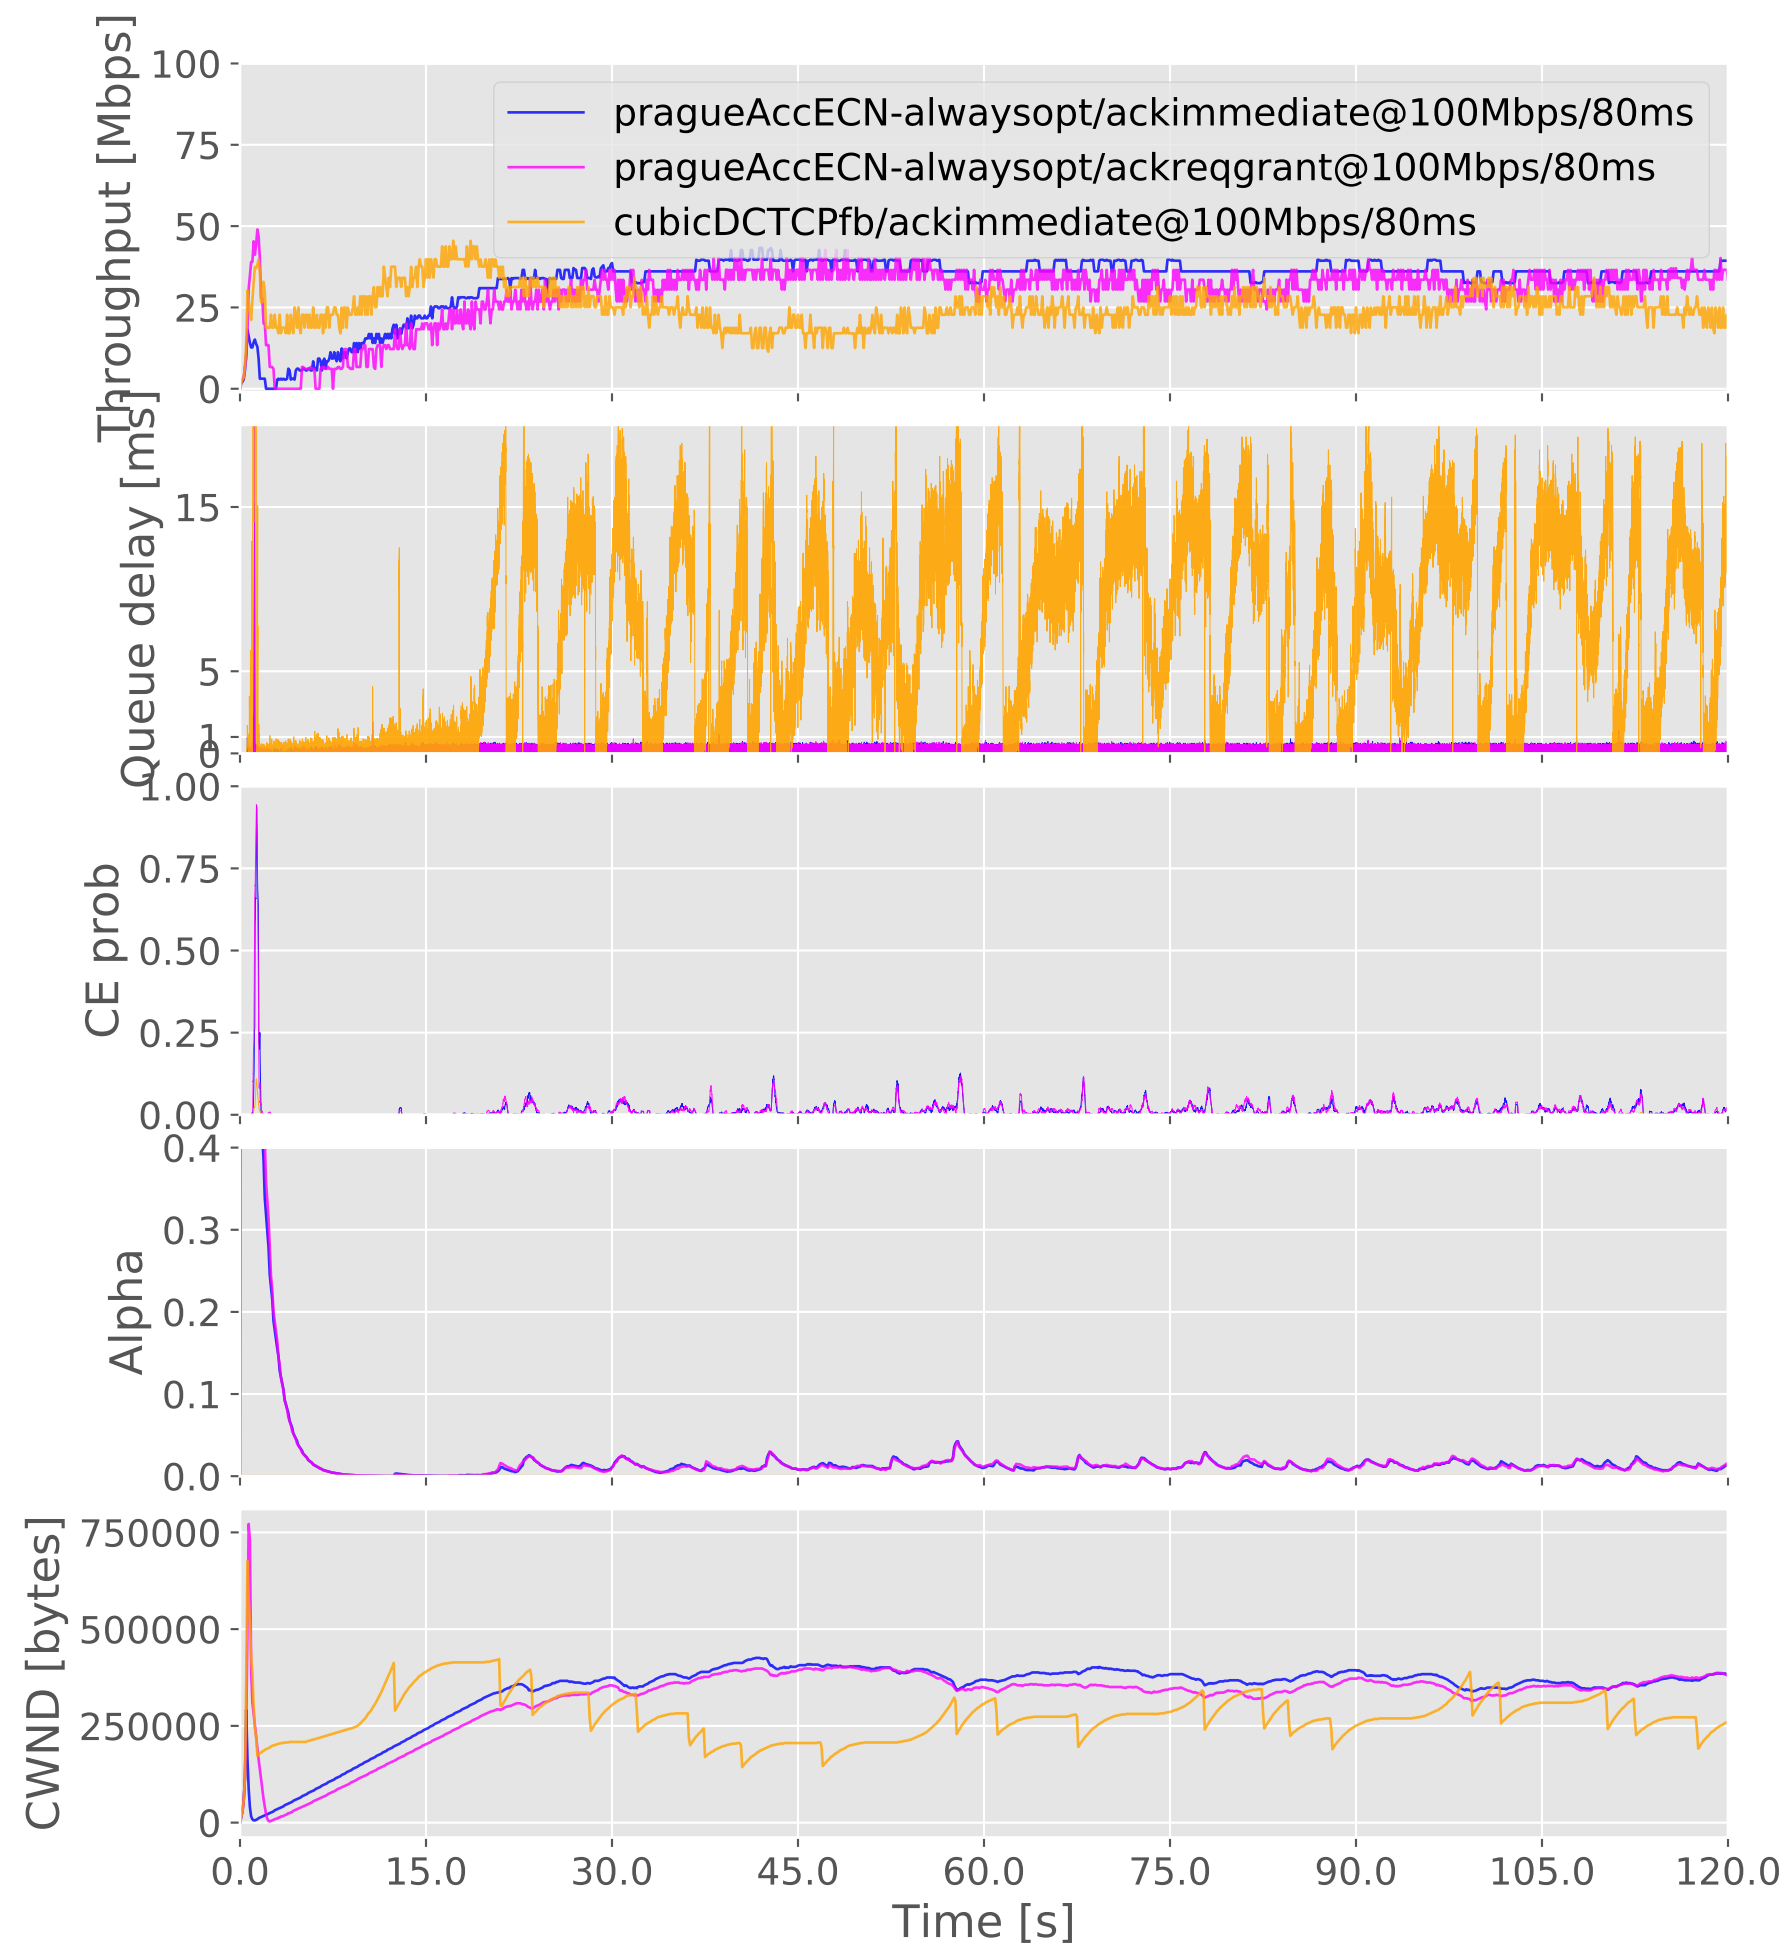 Throughput [Mbps]
100
75
50
25
0
pragueAccECN-alwaysopt/ackimmediate@100Mbps/80ms
pragueAccECN-alwaysopt/ackreqgrant@100Mbps/80ms
cubicDCTCPfb/ackimmediate@100Mbps/80ms
Queue delay [ms]
15
5
1
0
CE prob
1.00
0.75
0.50
0.25
0.00
Alpha
0.4
0.3
0.2
0.1
0.0
CWND [bytes]
750000
500000
250000
0
0.0 15.0 30.0 45.0 60.0 75.0 90.0 105.0 120.0
Time [s]